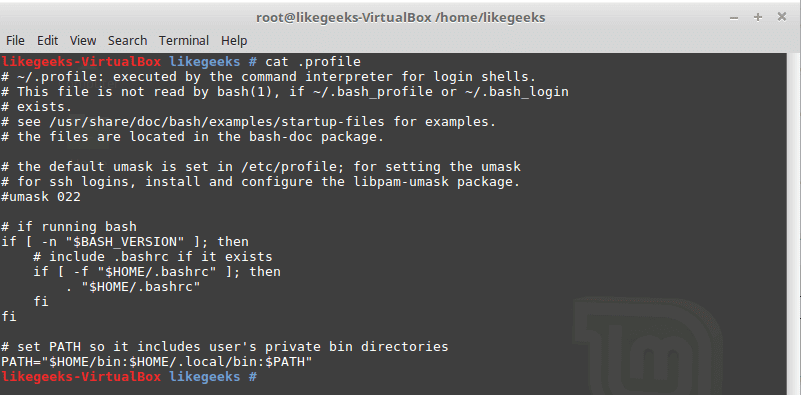 root@likegeeks-VirtualBox /home/likegeeks
File Edit View Search Terminal Help
likegeeks-VirtualBox likegeeks # cat .profile
# ~/.profile: executed by the command interpreter for login shells.
# This file is not read by bash(1), if ~/.bash_profile or ~/.bash_login
# exists.
# see /usr/share/doc/bash/examples/startup-files for examples.
# the files are located in the bash-doc package.

# the default umask is set in /etc/profile; for setting the umask
# for ssh logins, install and configure the libpam-umask package.
#umask 022

# if running bash
if [ -n "$BASH_VERSION" ]; then
    # include .bashrc if it exists
    if [ -f "$HOME/.bashrc" ]; then
        . "$HOME/.bashrc"
    fi
fi

# set PATH so it includes user's private bin directories
PATH="$HOME/bin:$HOME/.local/bin:$PATH"
likegeeks-VirtualBox likegeeks #